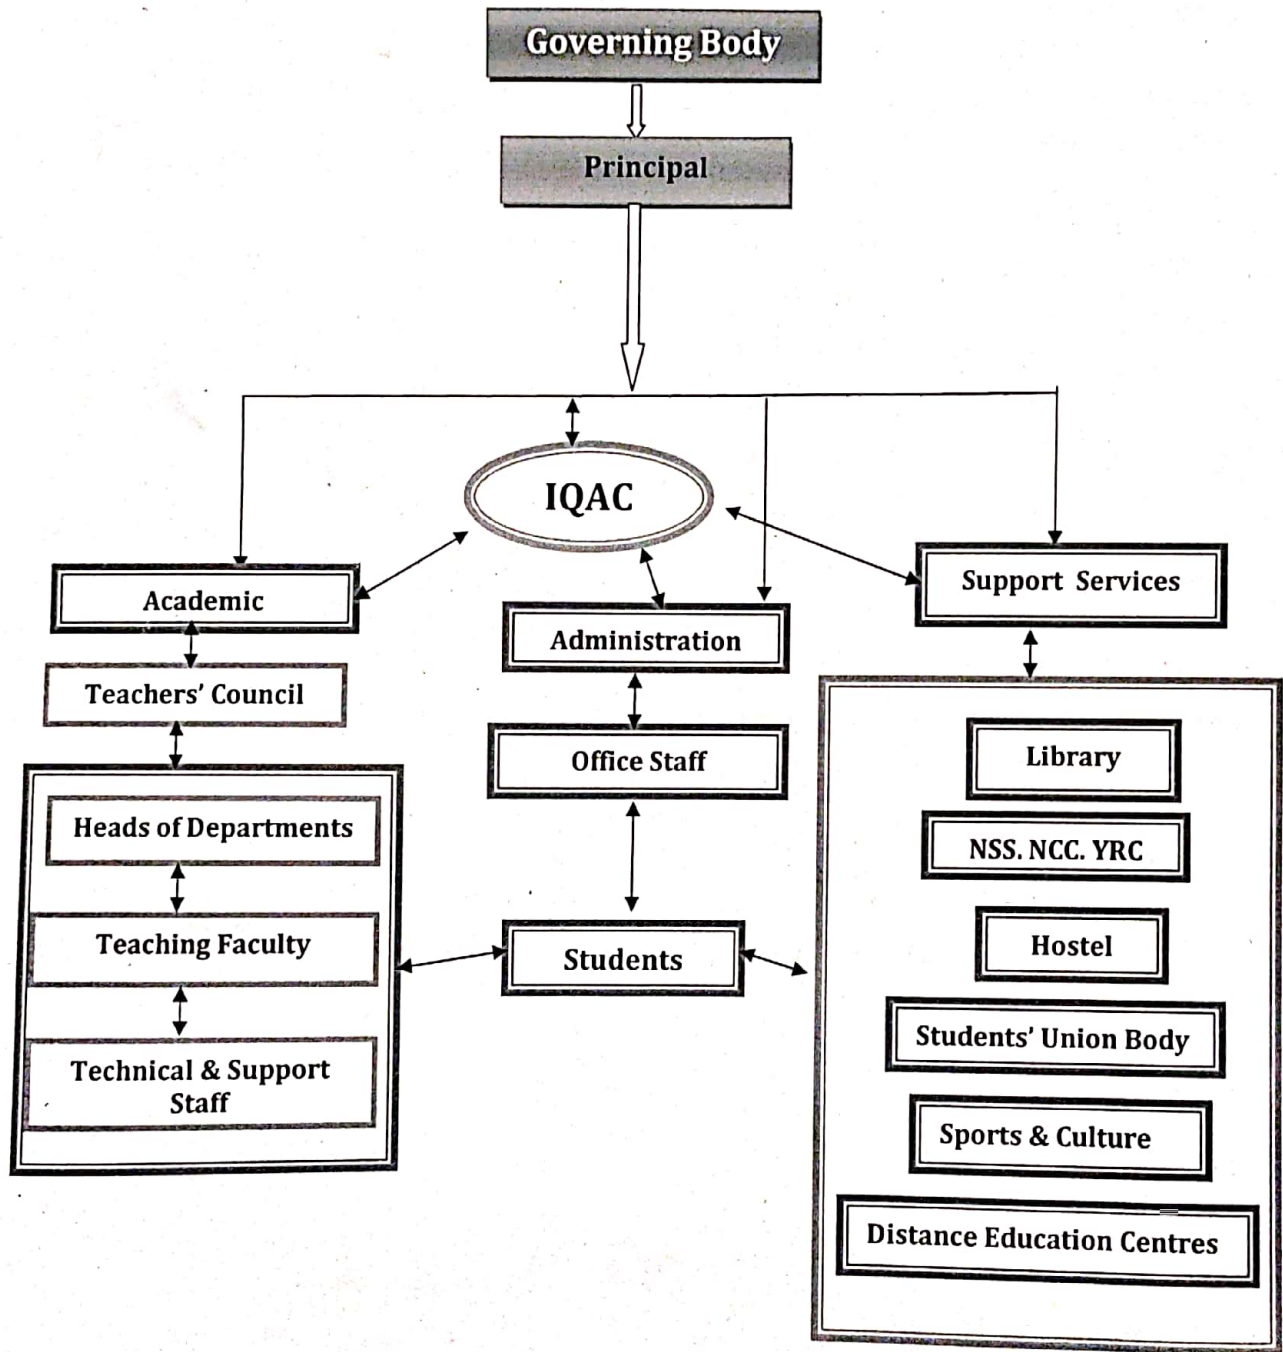 Governing Body
Principal
IQAC
Academic
Support Services
Administration
Teachers' Council
Office Staff
Library
Heads of Departments
NSS. NCC. YRC
Teaching Faculty
Students
Hostel
Students' Union Body
Technical & Support
Staff
Sports & Culture
Distance Education Centres